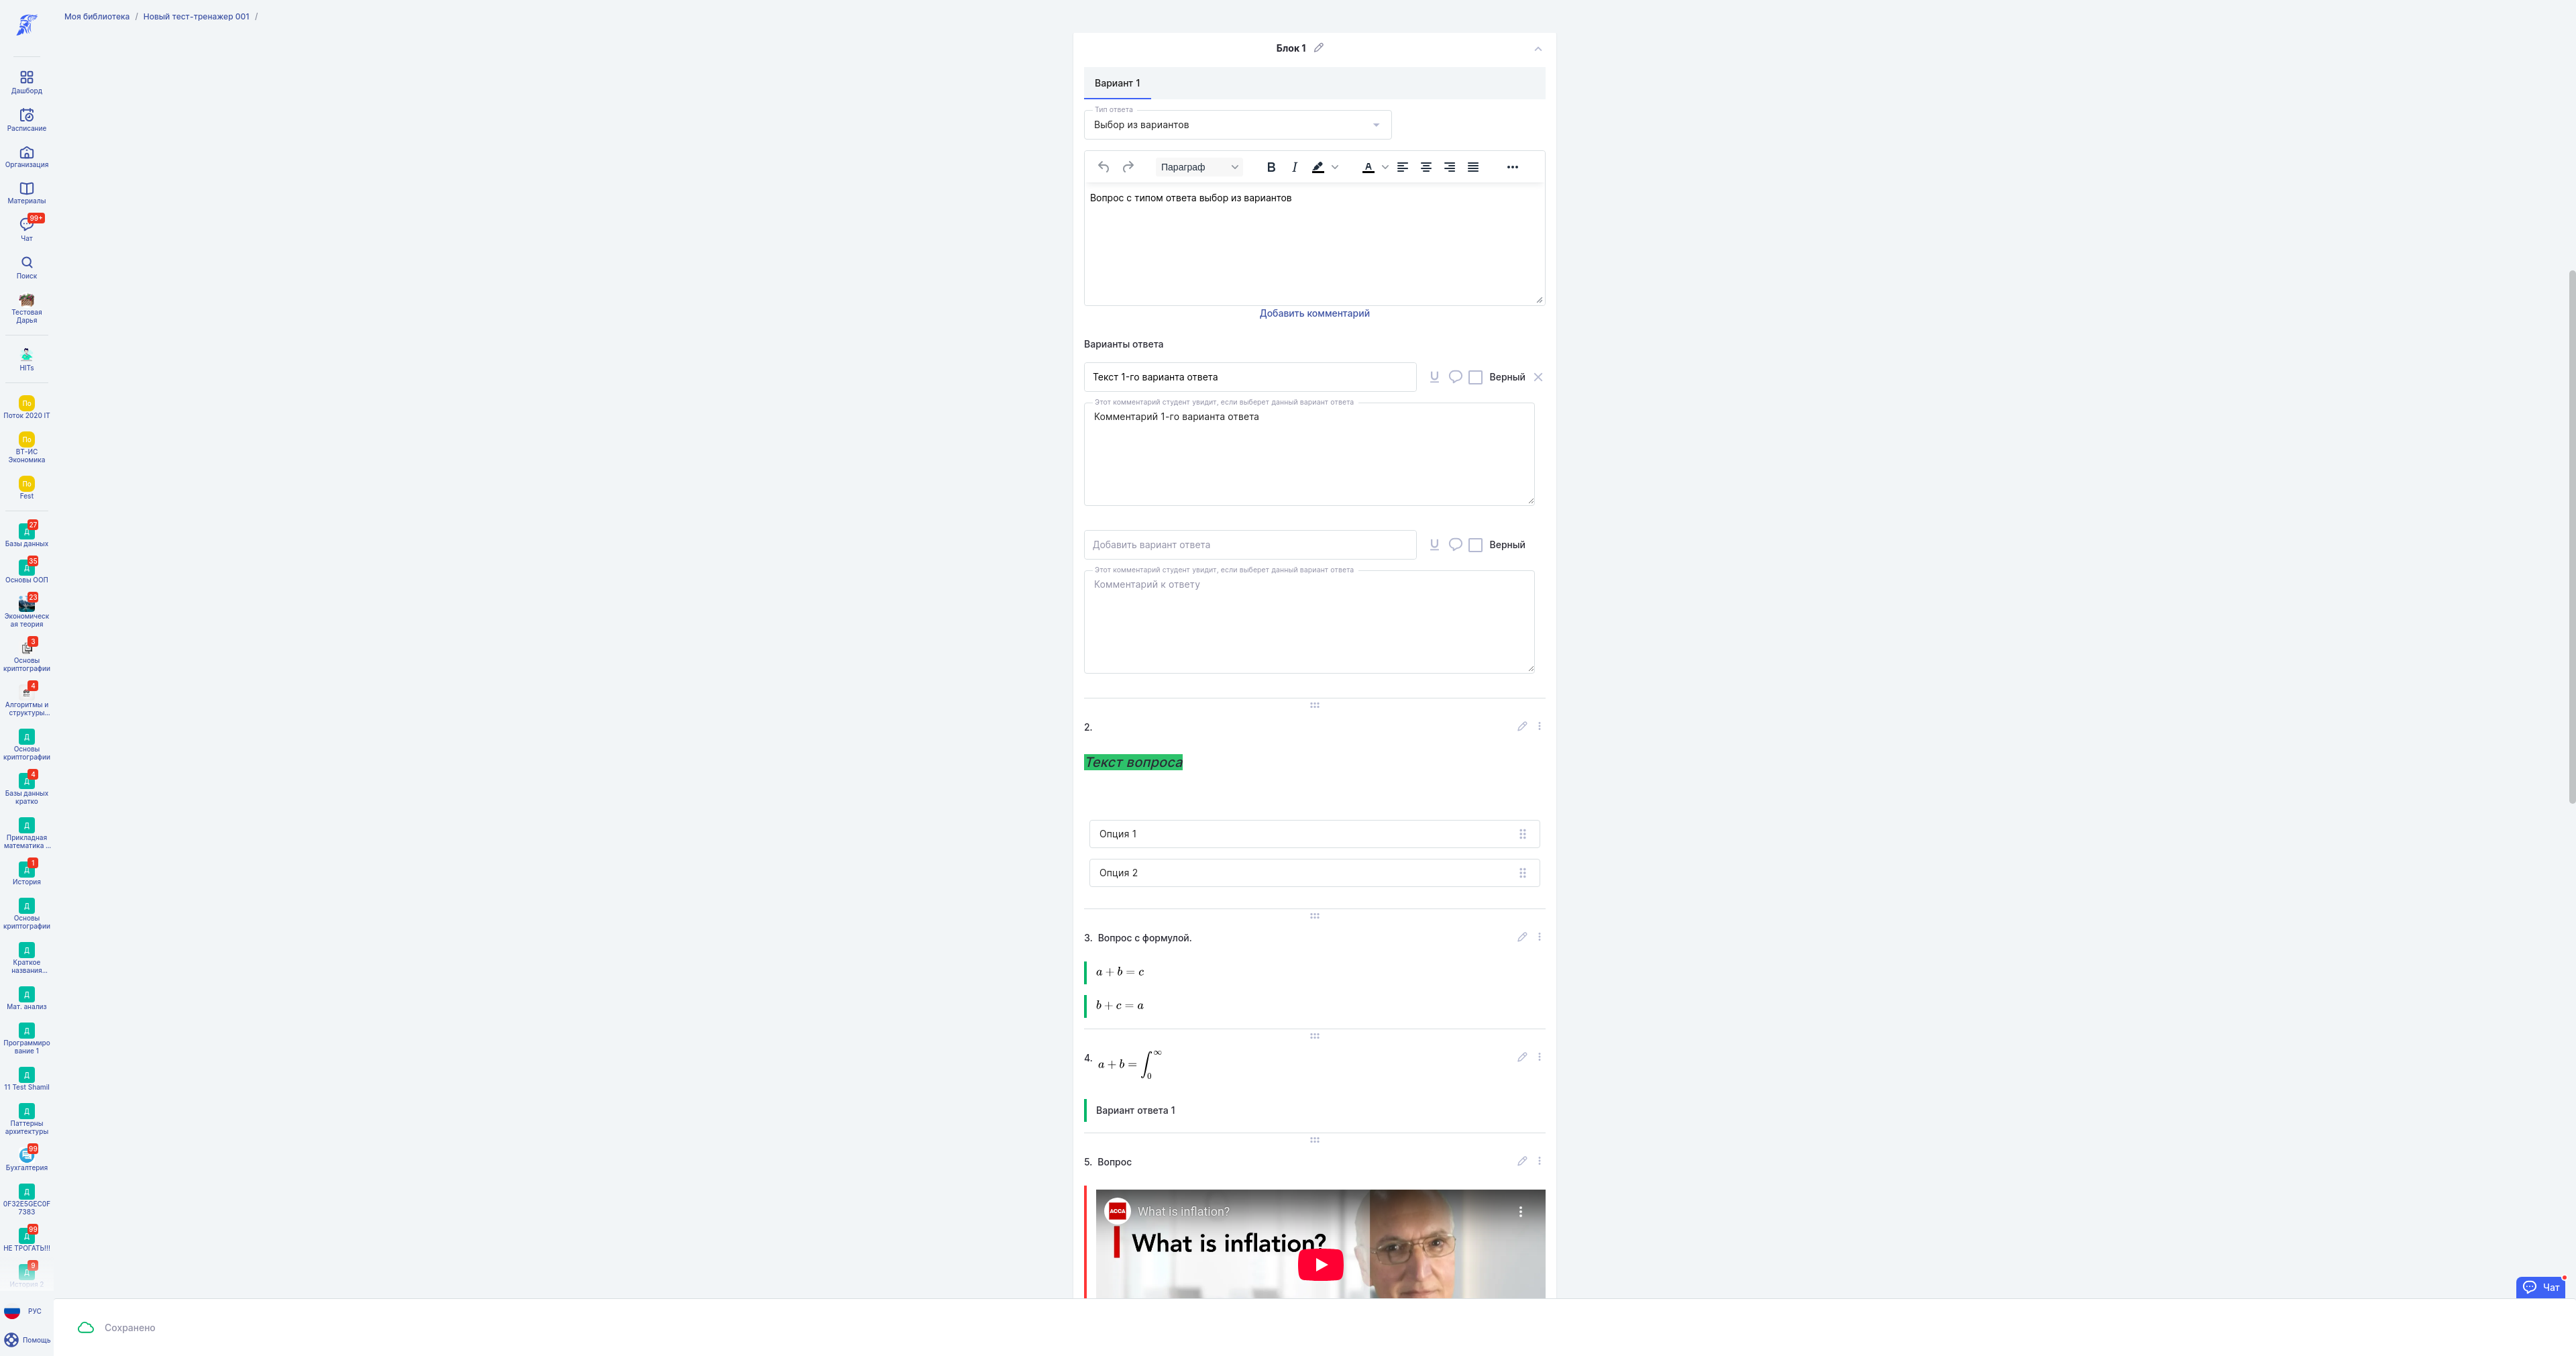 Моя библиотека / Новый тест-тренажер 001 /
Дашборд
Расписание
Организация
Материалы
99+
Чат
Поиск
Тестовая
Дарья
HITs
По
Поток 2020 IT
По
ВТ-ИС
Экономика
По
Fest
27
Д
Базы данных
35
Д
Основы ООП
23
Экономическ
ая теория
3
Основы
криптографии
4
Алгоритмы и
структуры...
Д
Основы
криптографии
4
Д
Базы данных
кратко
Д
Прикладная
математика ...
1
Д
История
Д
Основы
криптографии
Д
Краткое
названия...
Д
Мат. анализ
Д
Программиро
вание 1
Д
11 Test Shamil
Д
Паттерны
архитектуры
99
Бухгалтерия
Д
0F32E5GEC0F
7383
99
Д
НЕ ТРОГАТЬ!!!
9
Д
История 2
РУС
Помощь
Блок 1
Вариант 1
Тип ответа
Выбор из вариантов
Параграф B I A
Вопрос с типом ответа выбор из вариантов
Добавить комментарий
Варианты ответа
Текст 1-го варианта ответа U Верный
Этот комментарий студент увидит, если выберет данный вариант ответа
Комментарий 1-го варианта ответа
Добавить вариант ответа U Верный
Этот комментарий студент увидит, если выберет данный вариант ответа
Комментарий к ответу
2.
Текст вопроса
Опция 1
Опция 2
3. Вопрос с формулой.
a + b = c
b + c = a
4. a + b = ∫₀^∞
Вариант ответа 1
5. Вопрос
ACCA What is inflation?
What is inflation?
Чат
Сохранено